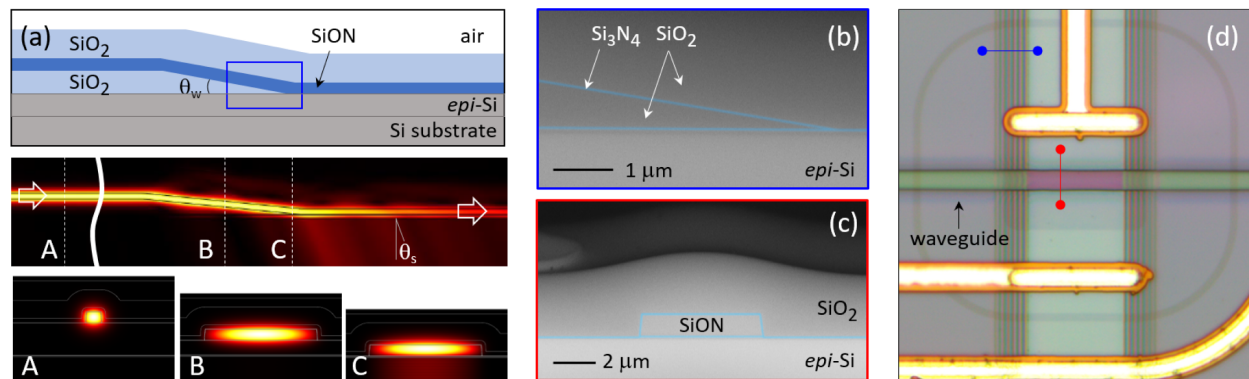 (a)
SiO2
SiON
air
SiO2
θw
epi-Si
Si substrate
A
B
C
θs
A
B
C
(b)
Si3N4
SiO2
1 μm
epi-Si
(c)
SiON
SiO2
2 μm
epi-Si
(d)
waveguide